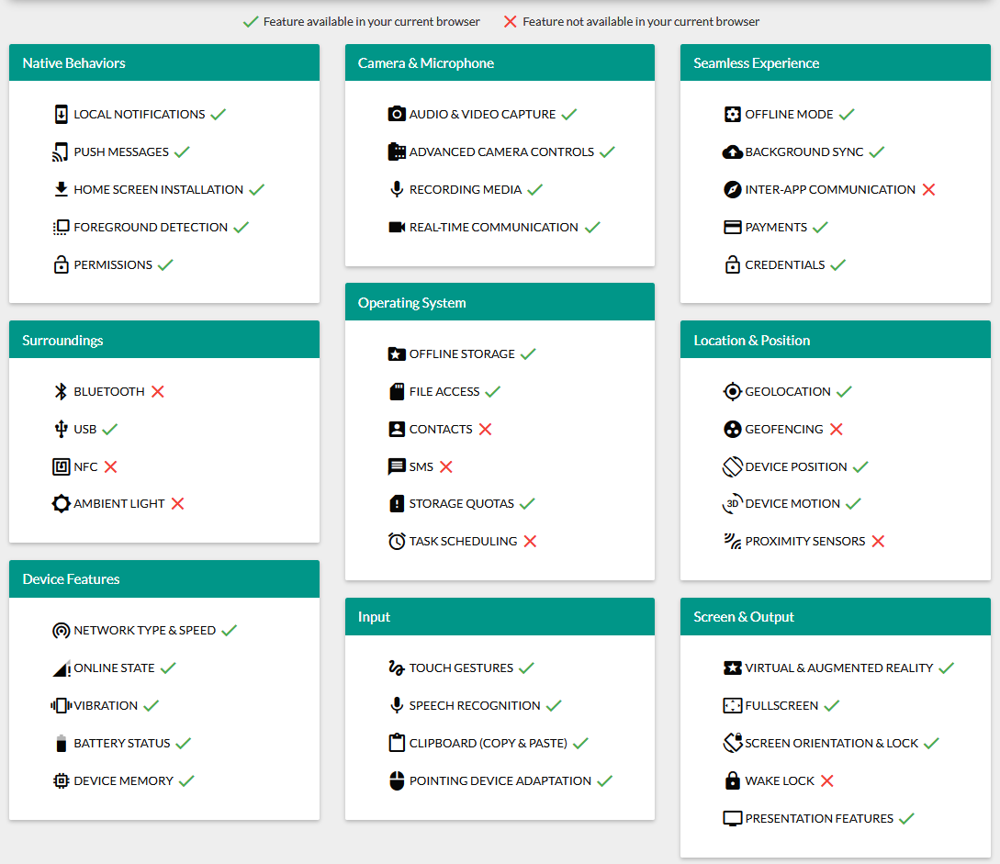 Feature available in your current browser
Feature not available in your current browser
Native Behaviors
LOCAL NOTIFICATIONS
PUSH MESSAGES
HOME SCREEN INSTALLATION
FOREGROUND DETECTION
PERMISSIONS
Surroundings
BLUETOOTH
USB
NFC
AMBIENT LIGHT
Device Features
NETWORK TYPE & SPEED
ONLINE STATE
VIBRATION
BATTERY STATUS
DEVICE MEMORY
Camera & Microphone
AUDIO & VIDEO CAPTURE
ADVANCED CAMERA CONTROLS
RECORDING MEDIA
REAL-TIME COMMUNICATION
Operating System
OFFLINE STORAGE
FILE ACCESS
CONTACTS
SMS
STORAGE QUOTAS
TASK SCHEDULING
Input
TOUCH GESTURES
SPEECH RECOGNITION
CLIPBOARD (COPY & PASTE)
POINTING DEVICE ADAPTATION
Seamless Experience
OFFLINE MODE
BACKGROUND SYNC
INTER-APP COMMUNICATION
PAYMENTS
CREDENTIALS
Location & Position
GEOLOCATION
GEOFENCING
DEVICE POSITION
3D DEVICE MOTION
PROXIMITY SENSORS
Screen & Output
VIRTUAL & AUGMENTED REALITY
FULLSCREEN
SCREEN ORIENTATION & LOCK
WAKE LOCK
PRESENTATION FEATURES